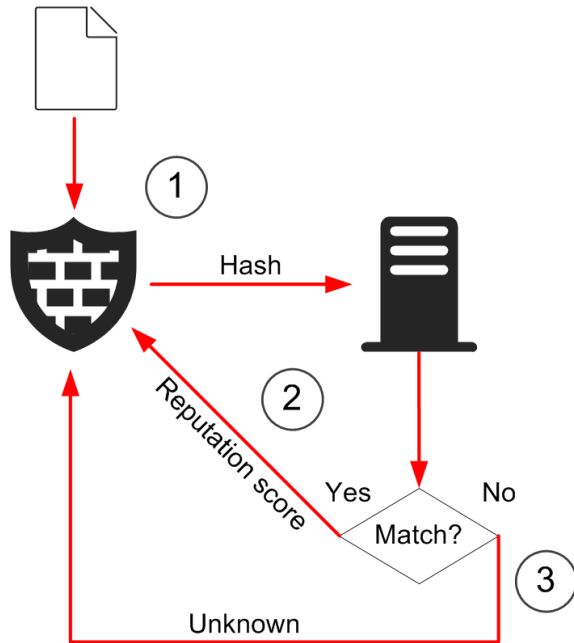 1
Hash
2
Reputation score
Yes
No
Match?
3
Unknown